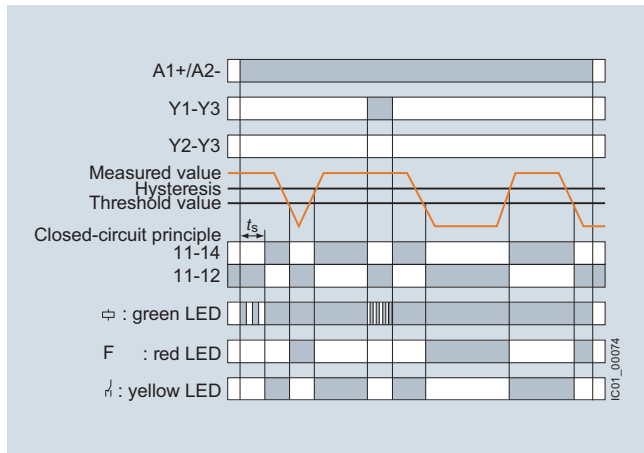 A1+/A2-
Y1-Y3
Y2-Y3
Measured value
Hysteresis
Threshold value
Closed-circuit principle
ts
11-14
11-12
: green LED
F : red LED
: yellow LED
IC01_00074